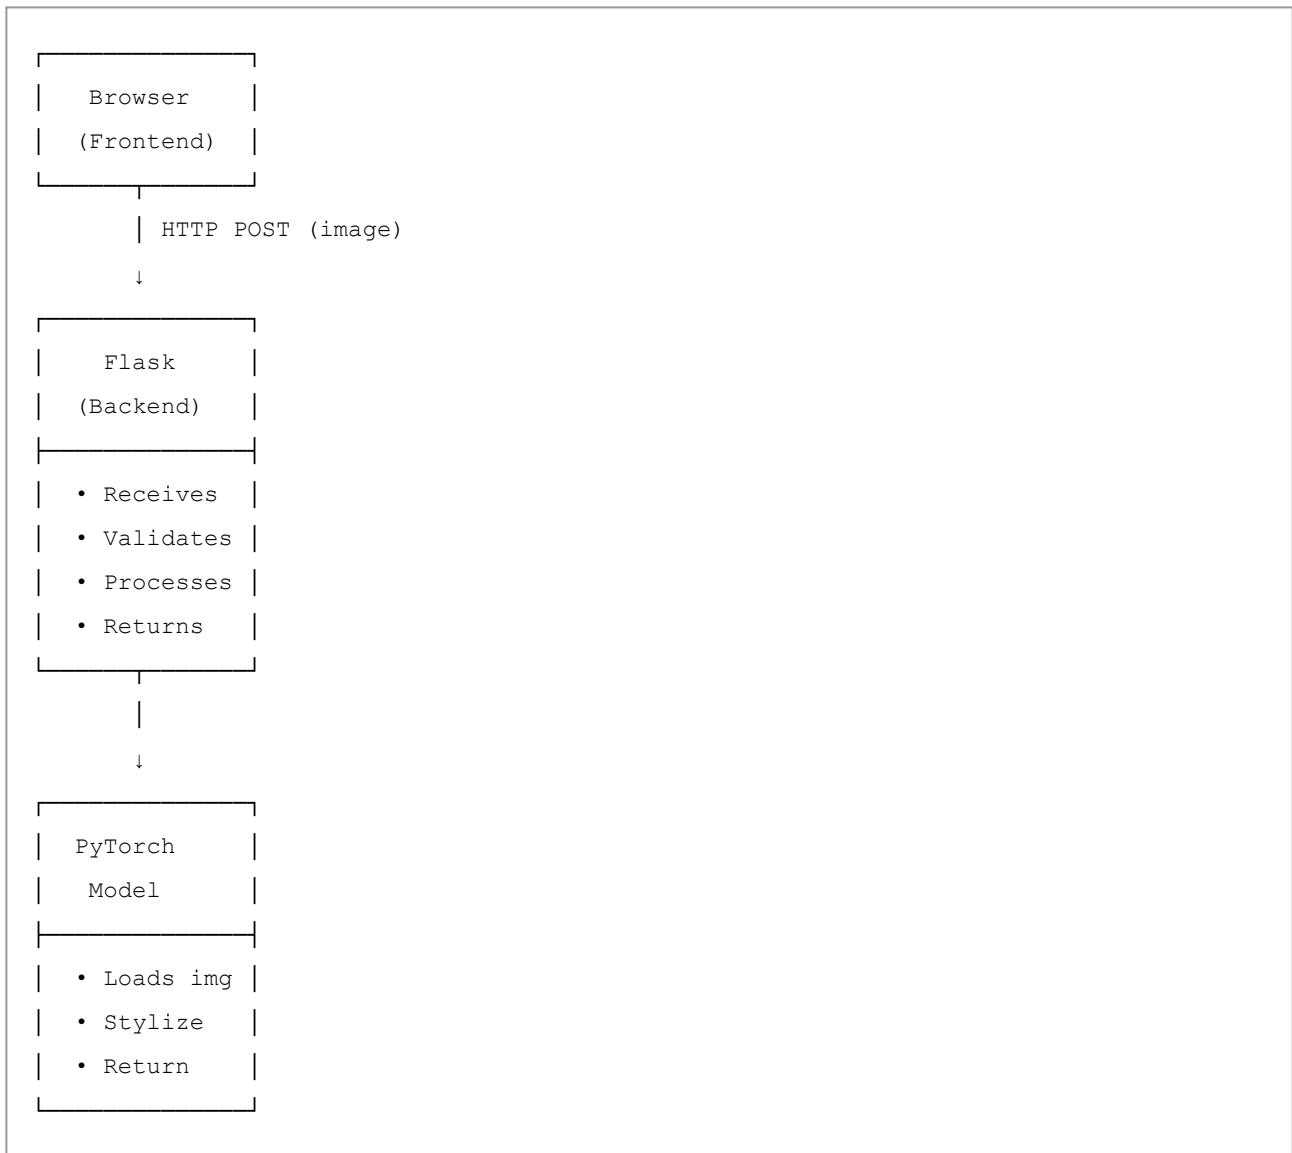 Browser
(Frontend)
HTTP POST (image)
↓
Flask
(Backend)
• Receives
• Validates
• Processes
• Returns
↓
PyTorch
Model
• Loads img
• Stylize
• Return